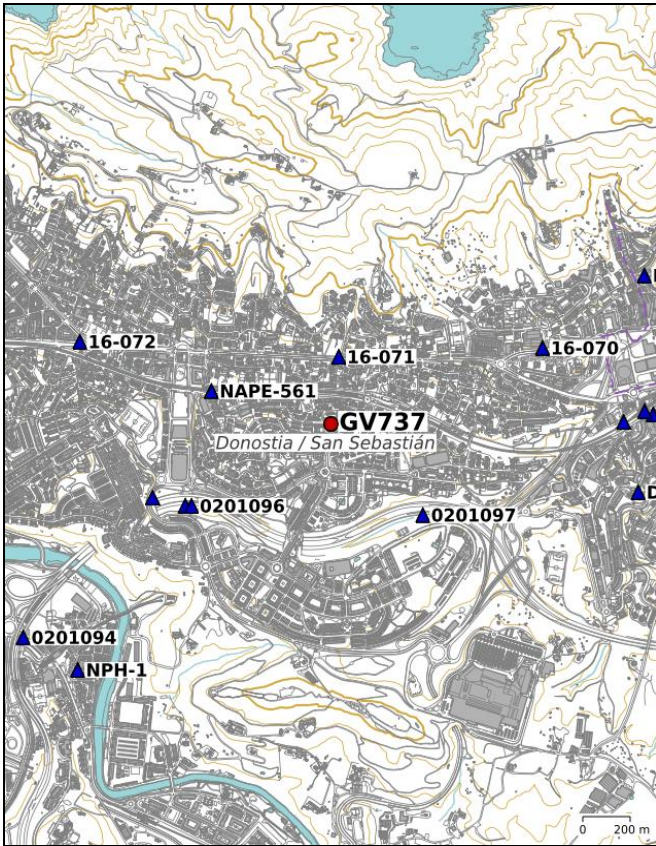 16-072
16-071
16-070
NAPE-561
GV737
Donostia / San Sebastián
0201096
0201097
0201094
NPH-1
0 200 m